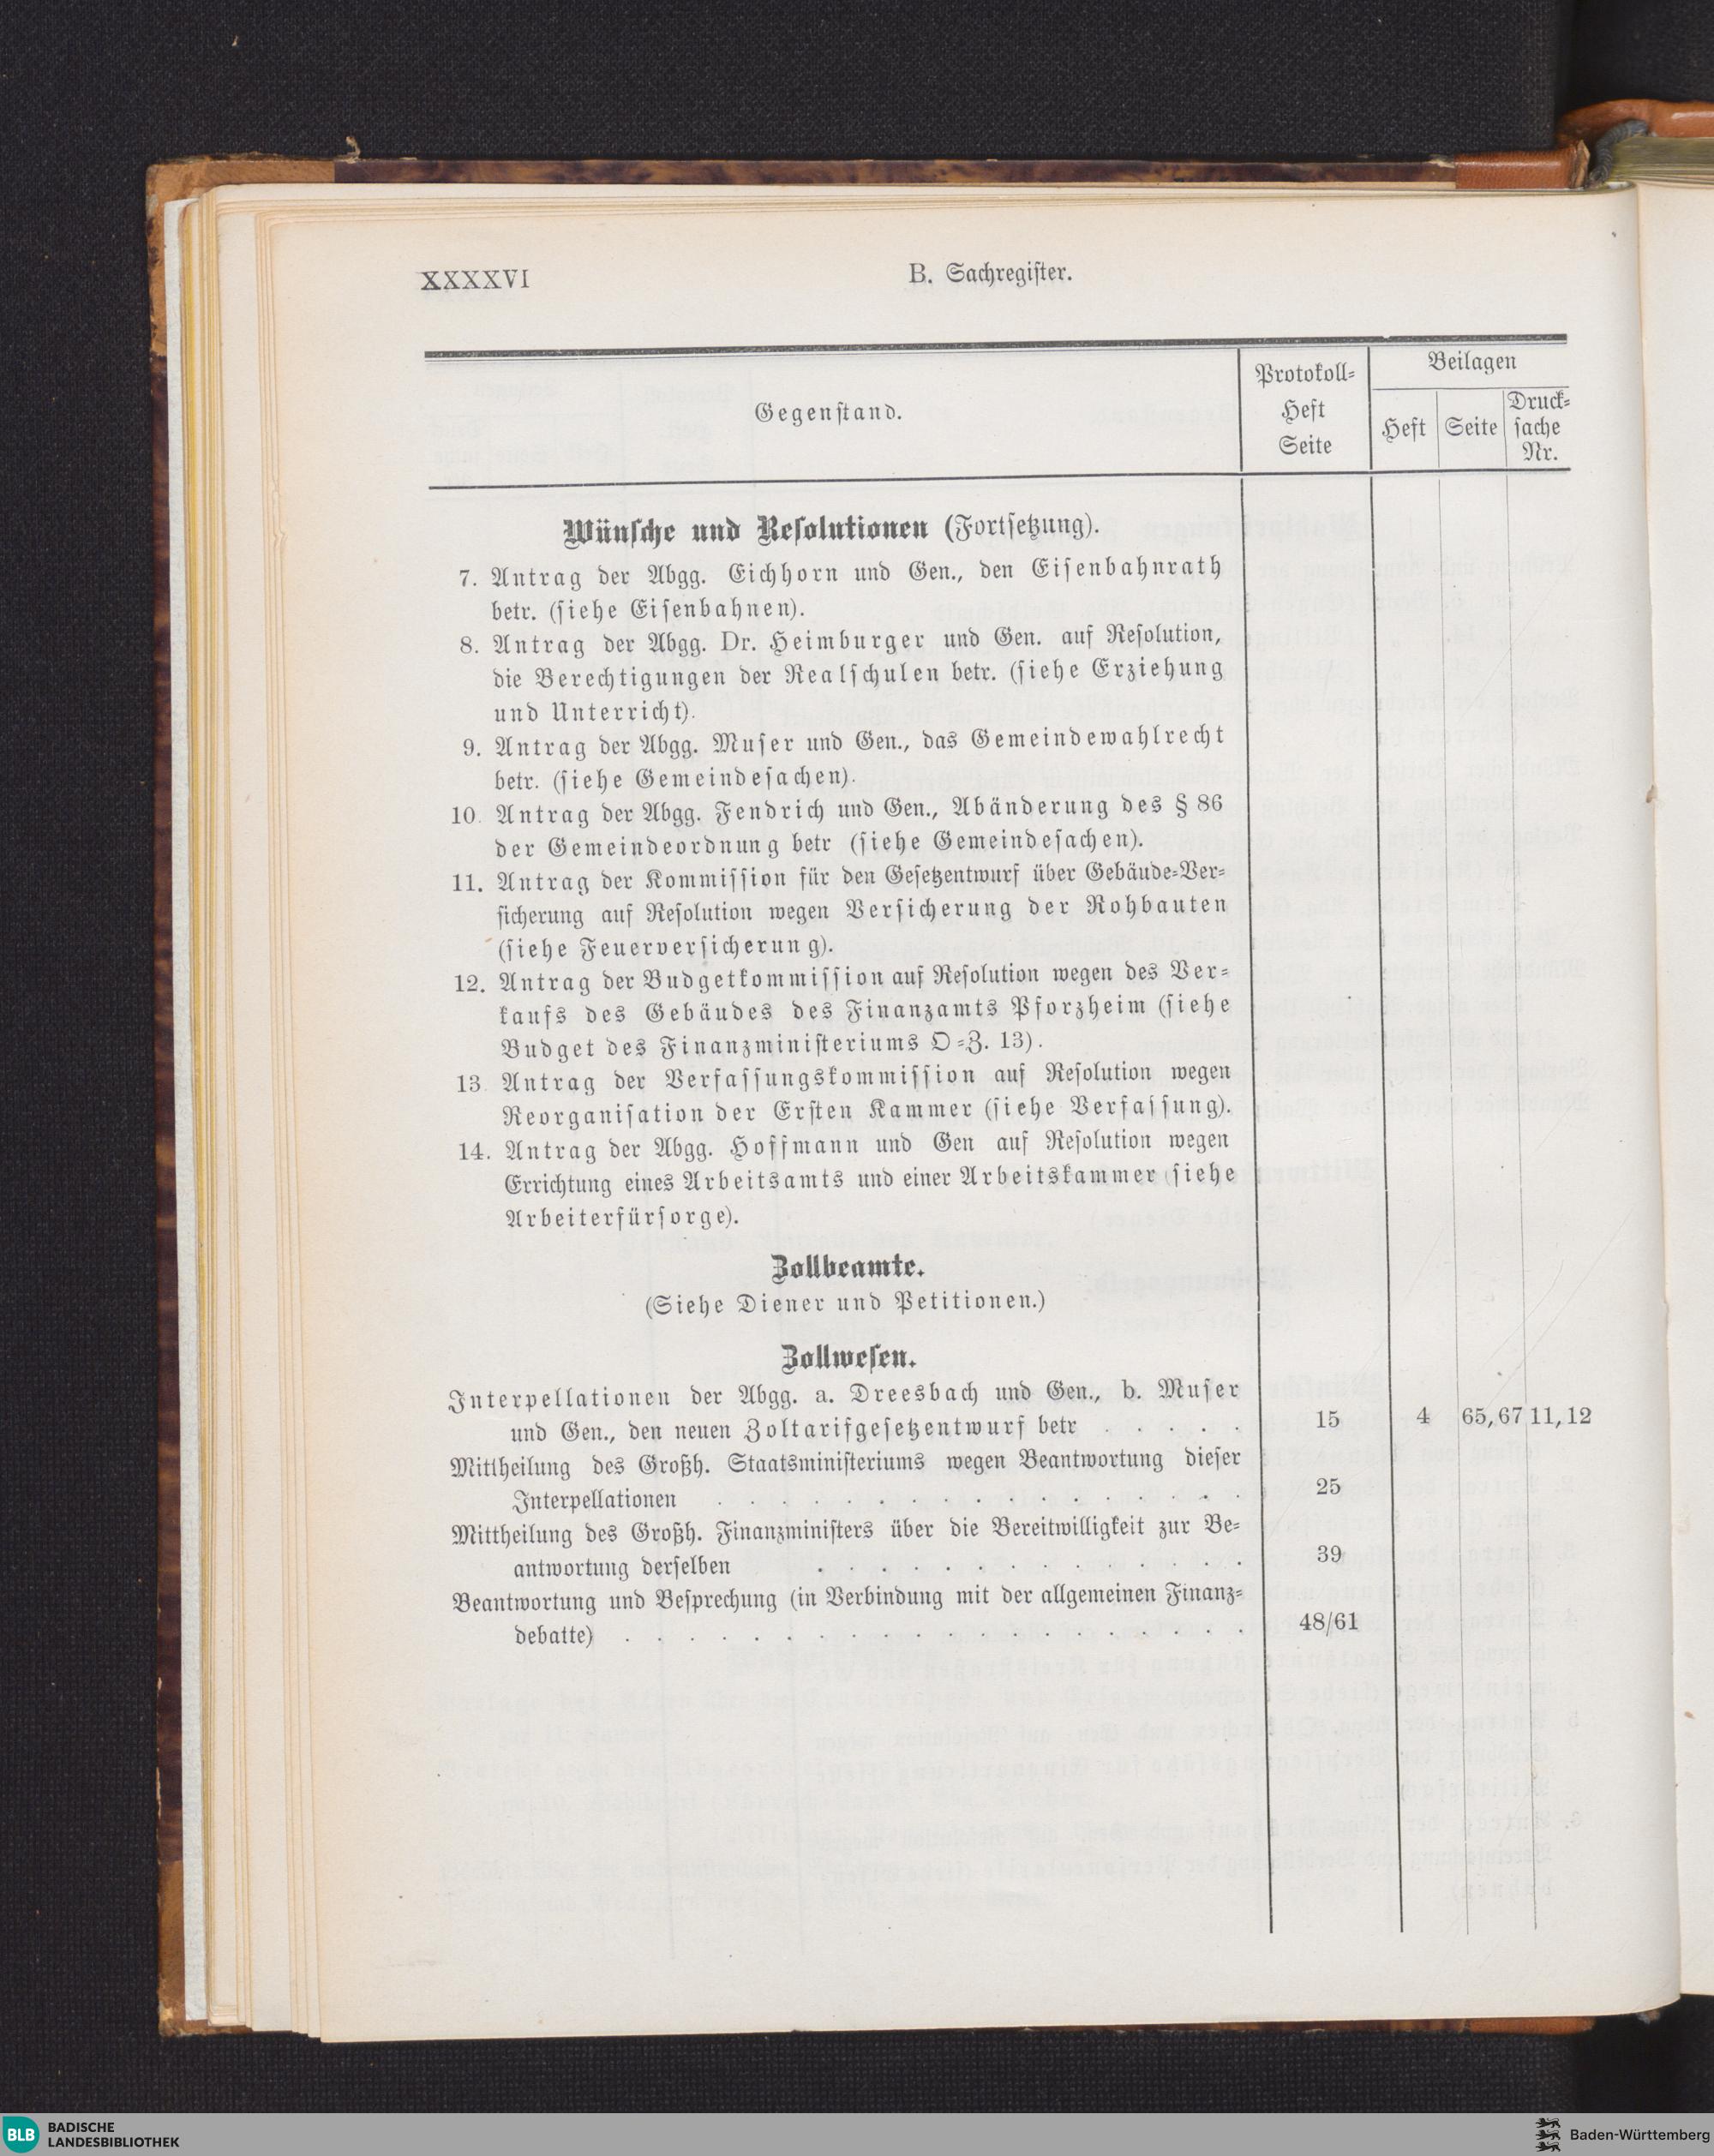 XXXXVI
B. Sachregiſter.
Gegenſtand.
Protokoll-
Heft
Seite
Beilagen
Heft
Seite
Druck-
ſache
Nr.
Wünſche und Reſolutionen (Fortſetzung).
7. Antrag der Abgg. Eichhorn und Gen., den Eiſenbahnrath
betr. (ſiehe Eiſenbahnen).
8. Antrag der Abgg. Dr. Heimburger und Gen. auf Reſolution,
die Berechtigungen der Realſchulen betr. (ſiehe Erziehung
und Unterricht).
9. Antrag der Abgg. Muſer und Gen., das Gemeindewahlrecht
betr. (ſiehe Gemeindeſachen).
10. Antrag der Abgg. Fendrich und Gen., Abänderung des § 86
der Gemeindeordnung betr (ſiehe Gemeindeſachen).
11. Antrag der Kommiſſion für den Geſetzentwurf über Gebäude-Ver-
ſicherung auf Reſolution wegen Verſicherung der Rohbauten
(ſiehe Feuerverſicherung).
12. Antrag der Budgetkommiſſion auf Reſolution wegen des Ver-
kaufs des Gebäudes des Finanzamts Pforzheim (ſiehe
Budget des Finanzminiſteriums O-Z. 13).
13. Antrag der Verfaſſungskommiſſion auf Reſolution wegen
Reorganiſation der Erſten Kammer (ſiehe Verfaſſung).
14. Antrag der Abgg. Hoffmann und Gen auf Reſolution wegen
Errichtung eines Arbeitsamts und einer Arbeitskammer (ſiehe
Arbeiterfürſorge).
Zollbeamte.
(Siehe Diener und Petitionen.)
Zollweſen.
Interpellationen der Abgg. a. Dreesbach und Gen., b. Muſer
und Gen., den neuen Zoltarifgeſetzentwurf betr . . . . . 15 4 65, 67 11, 12
Mittheilung des Großh. Staatsminiſteriums wegen Beantwortung dieſer
Interpellationen . . . . . . . . . . . . . . . . . 25
Mittheilung des Großh. Finanzminiſters über die Bereitwilligkeit zur Be-
antwortung derſelben . . . . . . . . . . . . . . 39
Beantwortung und Beſprechung (in Verbindung mit der allgemeinen Finanz-
debatte) . . . . . . . . . . . . . . . . . . . . 48/61
BLB
BADISCHE
LANDESBIBLIOTHEK
Baden-Württemberg